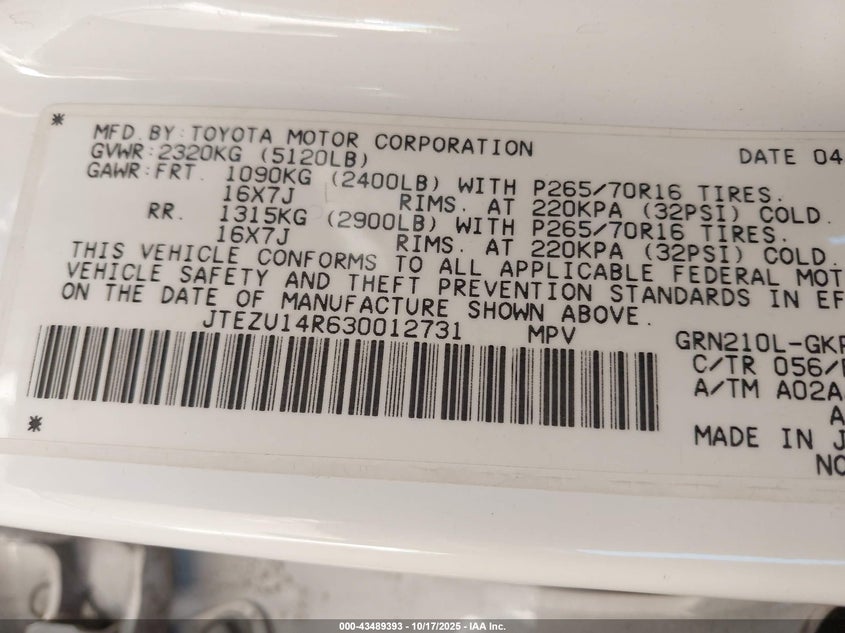 *
MFD.BY:TOYOTA MOTOR CORPORATION DATE 04
GVWR:2320KG (5120LB)
GAWR:FRT. 1090KG (2400LB) WITH P265/70R16 TIRES.
16X7J RIMS. AT 220KPA (32PSI) COLD.
RR. 1315KG (2900LB) WITH P265/70R16 TIRES.
16X7J RIMS. AT 220KPA (32PSI) COLD.
THIS VEHICLE CONFORMS TO ALL APPLICABLE FEDERAL MOT
VEHICLE SAFETY AND THEFT PREVENTION STANDARDS IN EF
ON THE DATE OF MANUFACTURE SHOWN ABOVE.
JTEZU14R630012731 MPV GRN210L-GKP
C/TR 056/
A/TM A02A
A
MADE IN J
NO
*
000-43489393 - 10/17/2025 - IAA Inc.